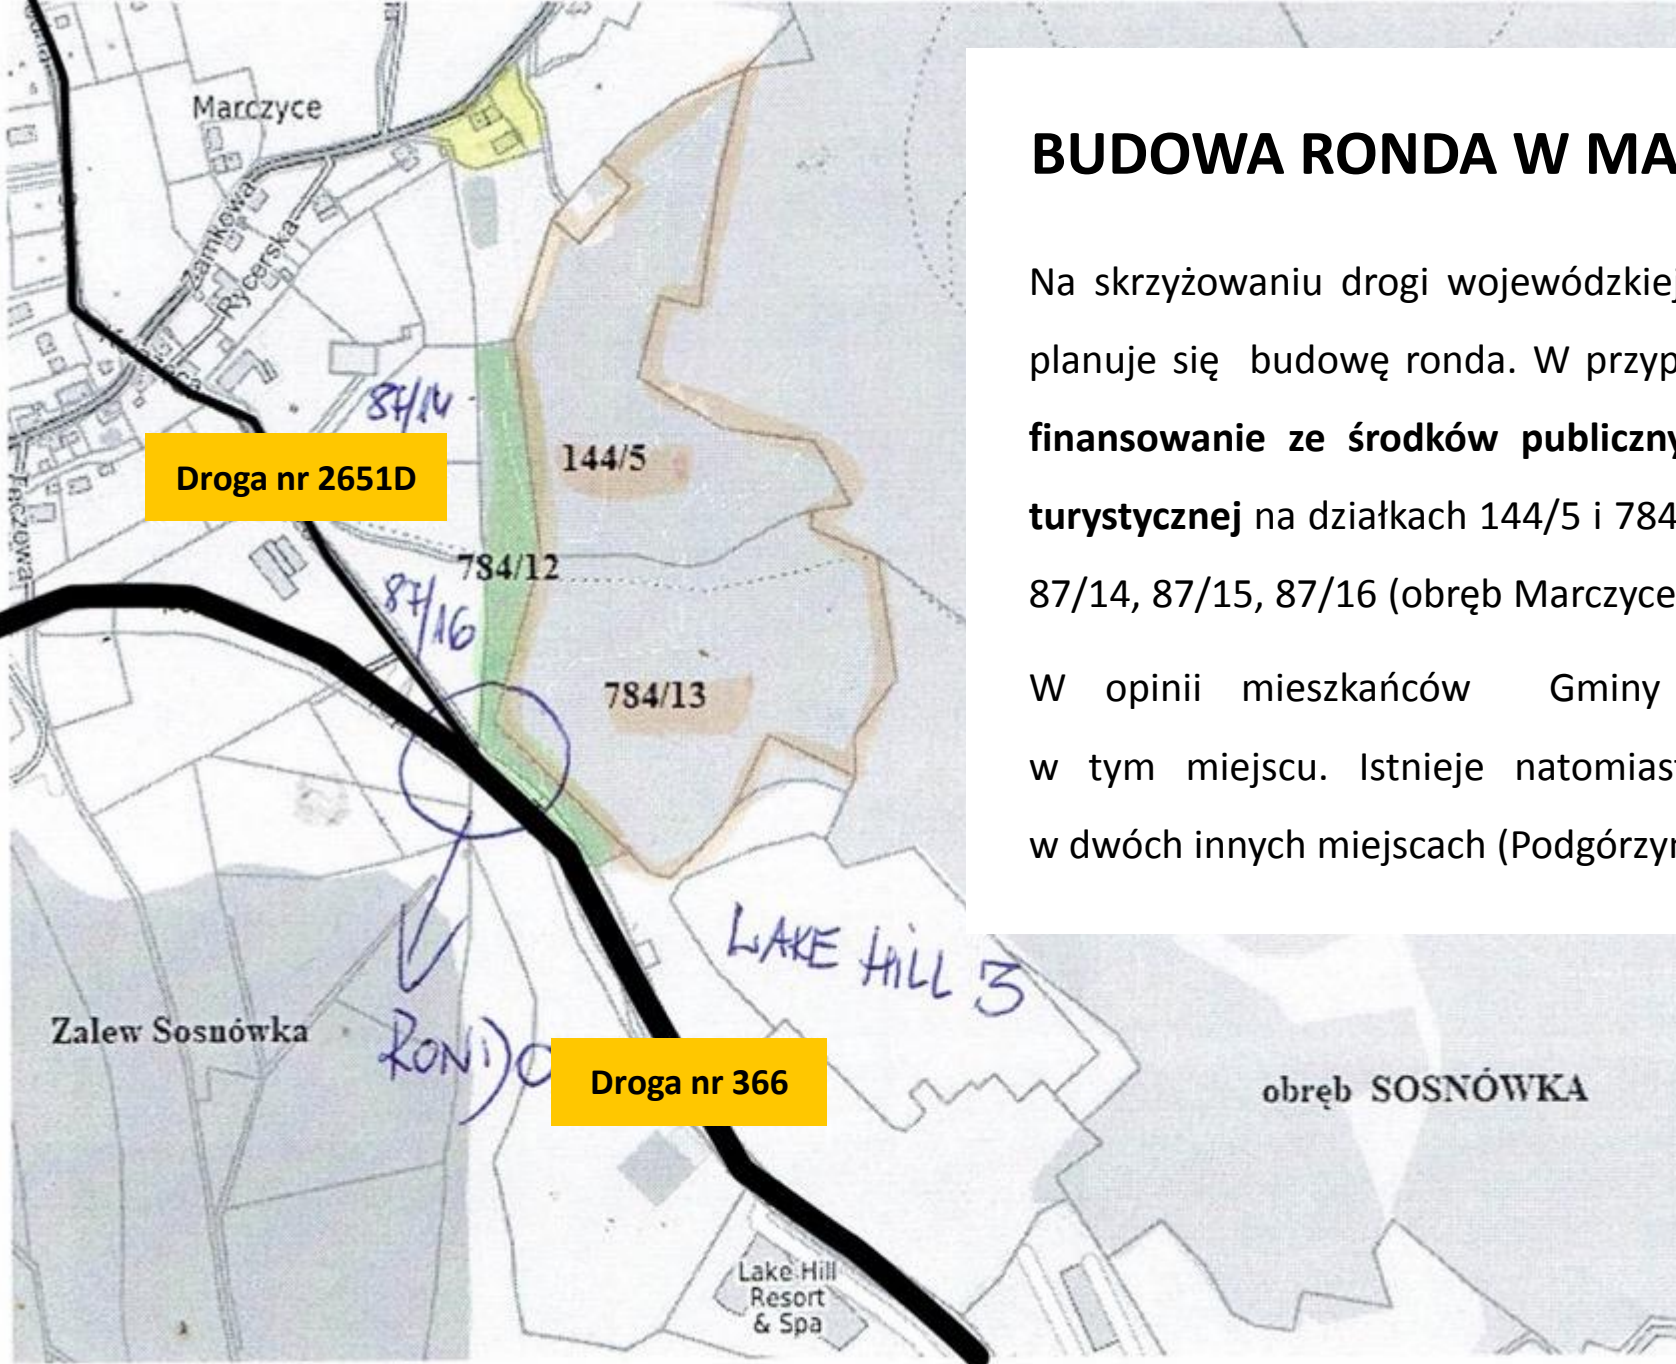 Marczyce
Zamkowa
Rycerska
87/14
Droga nr 2651D
144/5
Tęczowa
784/12
87/16
784/13
LAKE HILL 3
Zalew Sosnówka
RONDO
Droga nr 366
obręb SOSNÓWKA
Lake Hill
Resort
& Spa
BUDOWA RONDA W MA
Na skrzyżowaniu drogi wojewódzkiej
planuje się budowę ronda. W przyp
finansowanie ze środków publiczny
turystycznej na działkach 144/5 i 784
87/14, 87/15, 87/16 (obręb Marczyce
W opinii mieszkańców Gminy
w tym miejscu. Istnieje natomiast
w dwóch innych miejscach (Podgórzyn